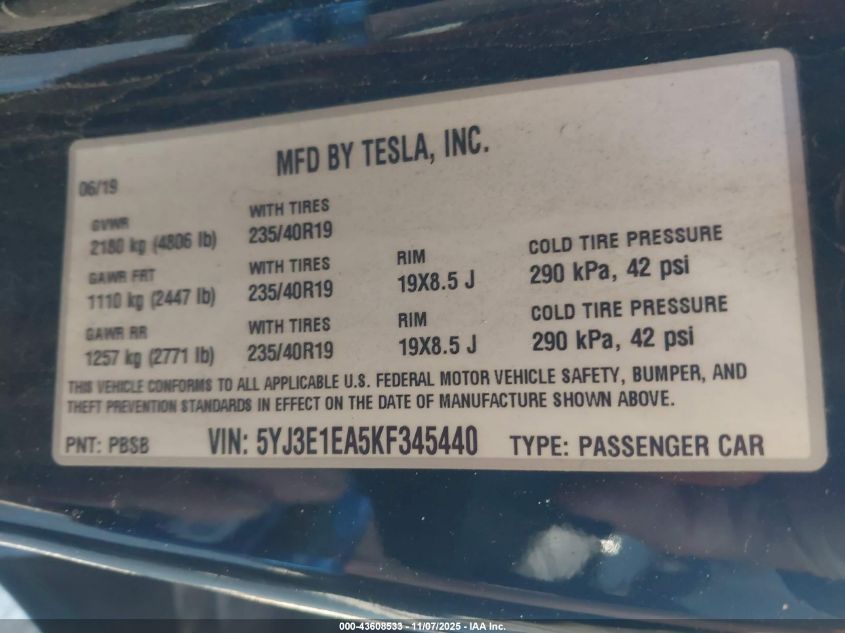 MFD BY TESLA, INC.
06/19
GVWR
2180 kg (4806 lb)
WITH TIRES
235/40R19
GAWR FRT
1110 kg (2447 lb)
WITH TIRES
235/40R19
RIM
19X8.5 J
COLD TIRE PRESSURE
290 kPa, 42 psi
GAWR RR
1257 kg (2771 lb)
WITH TIRES
235/40R19
RIM
19X8.5 J
COLD TIRE PRESSURE
290 kPa, 42 psi
THIS VEHICLE CONFORMS TO ALL APPLICABLE U.S. FEDERAL MOTOR VEHICLE SAFETY, BUMPER, AND
THEFT PREVENTION STANDARDS IN EFFECT ON THE DATE OF MANUFACTURE SHOWN ABOVE.
PNT: PBSB VIN: 5YJ3E1EA5KF345440 TYPE: PASSENGER CAR
000-43608533 - 11/07/2025 - IAA Inc.